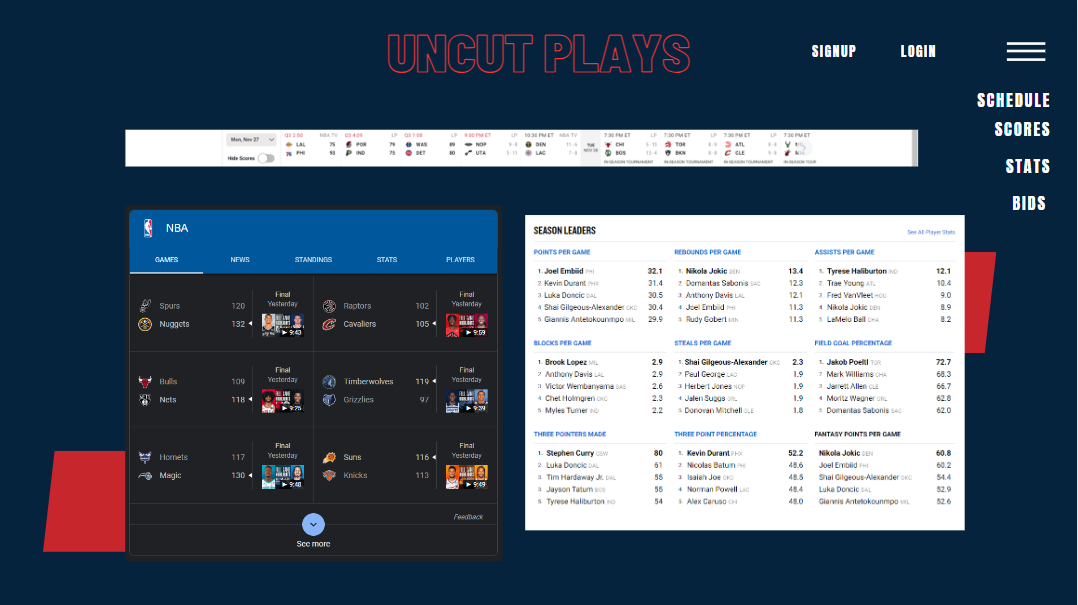 UNCUT PLAYS
SIGNUP LOGIN
SCHEDULE
SCORES
STATS
BIDS
Mon, Nov 27
Hide Scores
Q3 2:00 NBA TV
LAL 75
PHI 93
Q3 4:09 LP
POR 79
IND 75
Q3 1:08 LP
WAS 89
DET 80
9:00 PM ET LP
NOP 9-8
UTA
10:30 PM ET NBA TV
DEN 11-6
LAC 7-8
TUE
7:30 PM ET LP
CHI
BOS
IN SEASON TOURNAMENT
7:30 PM ET LP
TOR 8-8
BKN 8-8
IN SEASON TOURNAMENT
7:30 PM ET LP
ATL 8-8
CLE
IN SEASON TOURNAMENT
7:30 PM ET
IN SEASON TOUR
NBA
GAMES NEWS STANDINGS STATS PLAYERS
Spurs 120
Nuggets 132
Final
Yesterday
9:43
Raptors 102
Cavaliers 105
Final
Yesterday
9:59
Bulls 109
Nets 118
Final
Yesterday
9:25
Timberwolves 119
Grizzlies 97
Final
Yesterday
9:39
Hornets 117
Magic 130
Final
Yesterday
9:48
Suns 116
Knicks 113
Final
Yesterday
9:49
Feedback
See more
SEASON LEADERS
See All Player Stats
POINTS PER GAME
1. Joel Embiid PHI 32.1
2. Kevin Durant PHX 31.4
3. Luka Doncic DAL 30.5
4. Shai Gilgeous-Alexander OKC 30.4
5. Giannis Antetokounmpo MIL 29.9
REBOUNDS PER GAME
1. Nikola Jokic DEN 13.4
2. Domantas Sabonis SAC 12.3
3. Anthony Davis LAL 12.1
4. Joel Embiid PHI 11.3
5. Rudy Gobert MIN 11.3
ASSISTS PER GAME
1. Tyrese Haliburton IND 12.1
2. Trae Young ATL 10.4
3. Fred VanVleet HOU 9.0
4. Nikola Jokic DEN 8.9
5. LaMelo Ball CHA 8.2
BLOCKS PER GAME
1. Brook Lopez MIL 2.9
2. Anthony Davis LAL 2.9
3. Victor Wembanyama SAS 2.6
4. Chet Holmgren OKC 2.3
5. Myles Turner IND 2.2
STEALS PER GAME
1. Shai Gilgeous-Alexander OKC 2.3
2. Paul George LAC 1.9
3. Herbert Jones NOP 1.9
4. Jalen Suggs ORL 1.9
5. Donovan Mitchell CLE 1.8
FIELD GOAL PERCENTAGE
1. Jakob Poeltl TOR 72.7
2. Mark Williams CHA 68.3
3. Jarrett Allen CLE 66.7
4. Moritz Wagner ORL 62.8
5. Domantas Sabonis SAC 62.0
THREE POINTERS MADE
1. Stephen Curry GSW 80
2. Luka Doncic DAL 61
3. Tim Hardaway Jr. DAL 55
3. Jayson Tatum BOS 55
5. Tyrese Haliburton IND 54
THREE POINT PERCENTAGE
1. Kevin Durant PHX 52.2
2. Nicolas Batum PHI 48.6
3. Isaiah Joe OKC 48.5
4. Norman Powell LAC 48.4
5. Alex Caruso CHI 48.0
FANTASY POINTS PER GAME
Nikola Jokic DEN 60.8
Joel Embiid PHI 60.2
Shai Gilgeous-Alexander OKC 54.4
Luka Doncic DAL 52.9
Giannis Antetokounmpo MIL 52.6